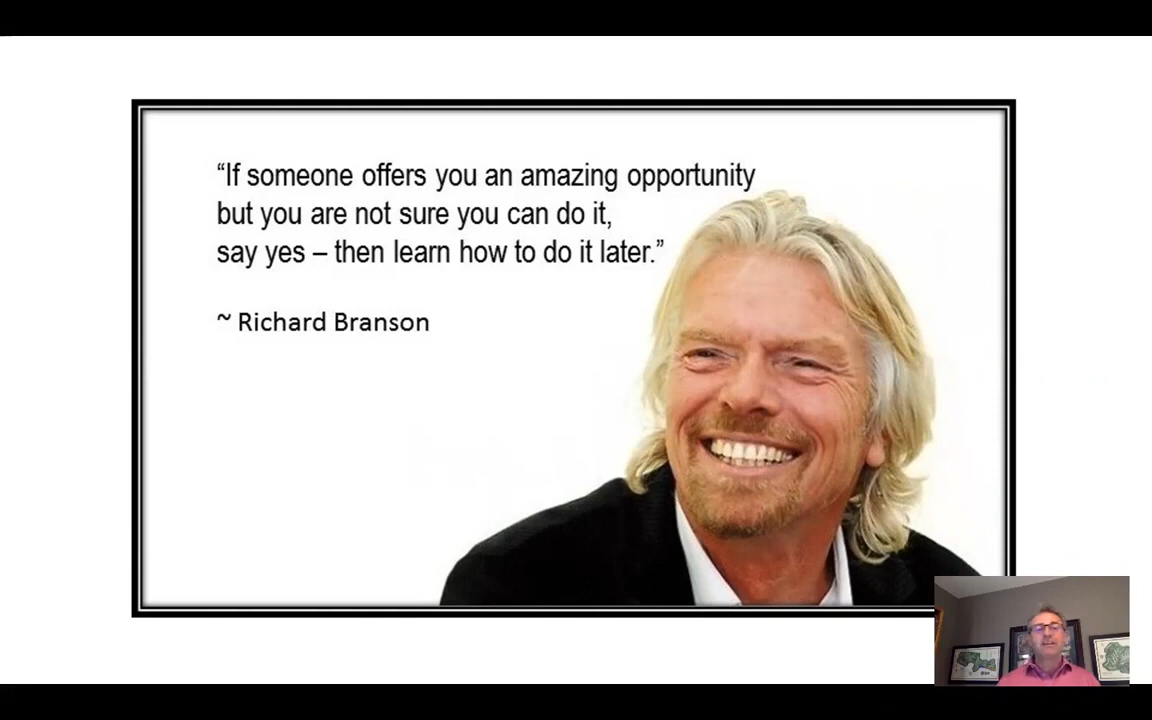 “If someone offers you an amazing opportunity
but you are not sure you can do it,
say yes – then learn how to do it later.”
~ Richard Branson